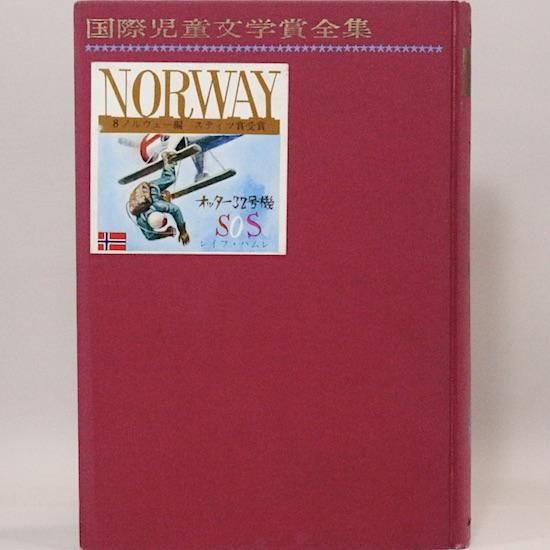 国際児童文学賞全集
NORWAY
8ノルウェー編 ステイツ賞受賞
オッター32号機
SOS
レイフ・ハムレ